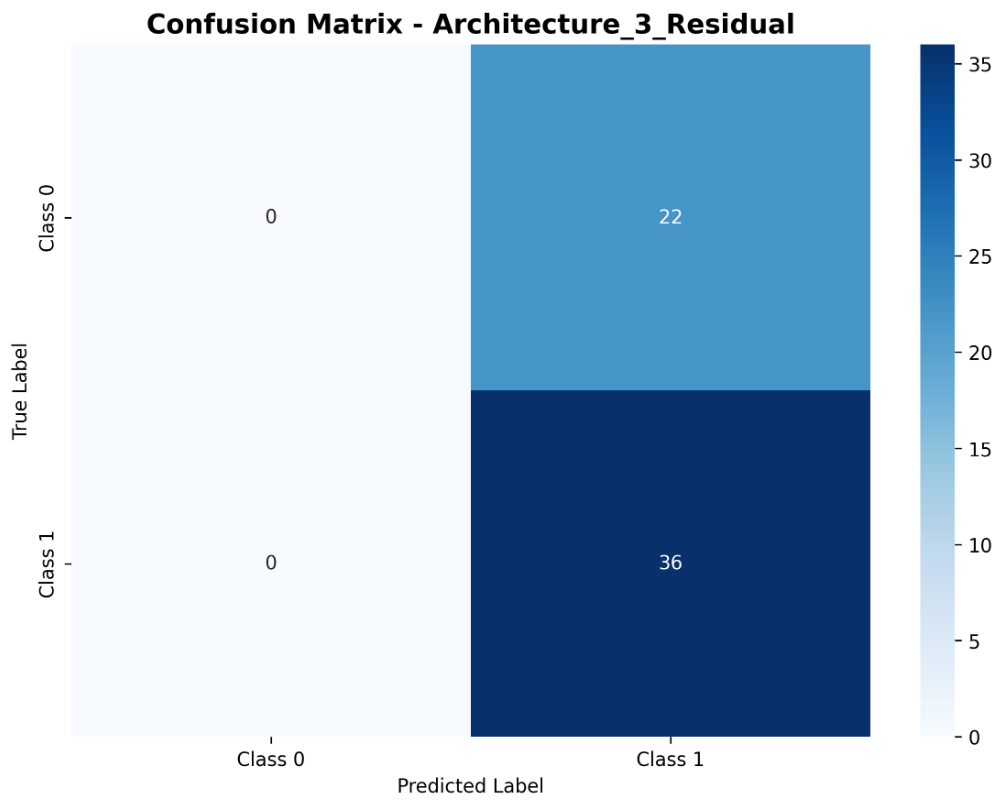 Confusion Matrix - Architecture_3_Residual
True Label
Class 0
0
22
Class 1
0
36
Class 0
Class 1
Predicted Label
35
30
25
20
15
10
5
0